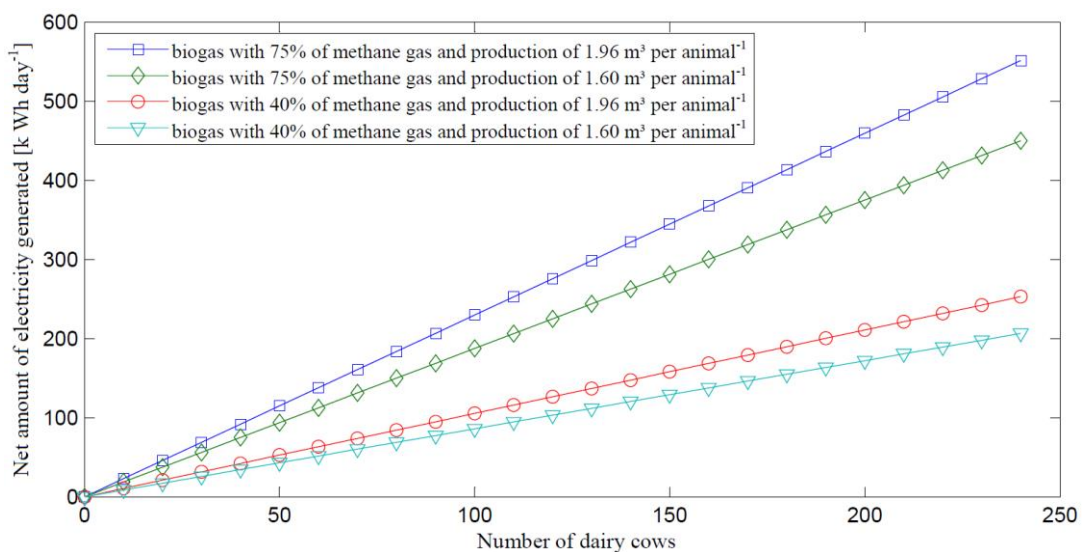 600
500
400
300
200
100
0
Net amount of electricity generated [k Wh day⁻¹]
biogas with 75% of methane gas and production of 1.96 m³ per animal⁻¹
biogas with 75% of methane gas and production of 1.60 m³ per animal⁻¹
biogas with 40% of methane gas and production of 1.96 m³ per animal⁻¹
biogas with 40% of methane gas and production of 1.60 m³ per animal⁻¹
0 50 100 150 200 250
Number of dairy cows